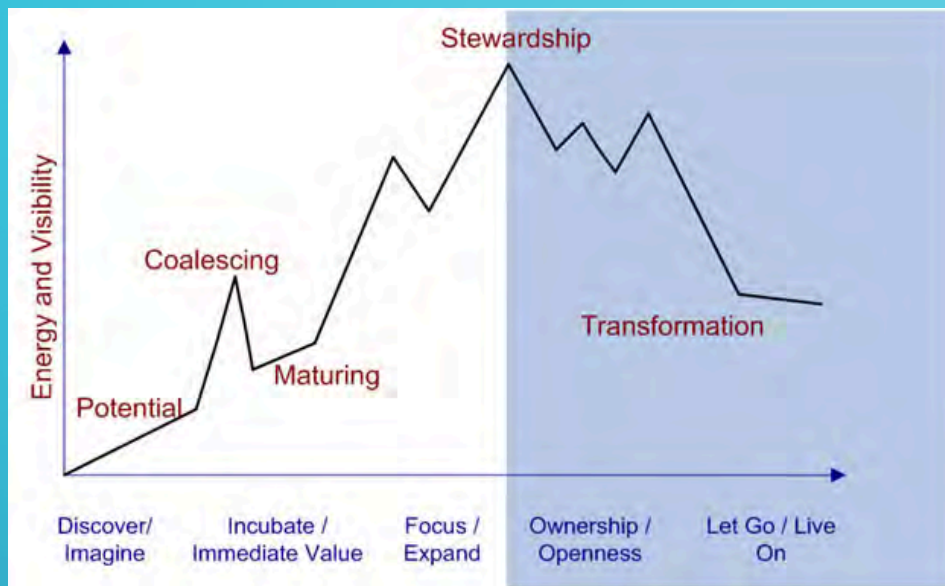 Stewardship
Energy and Visibility
Coalescing
Maturing
Potential
Transformation
Discover/
Imagine
Incubate /
Immediate Value
Focus /
Expand
Ownership /
Openness
Let Go / Live
On